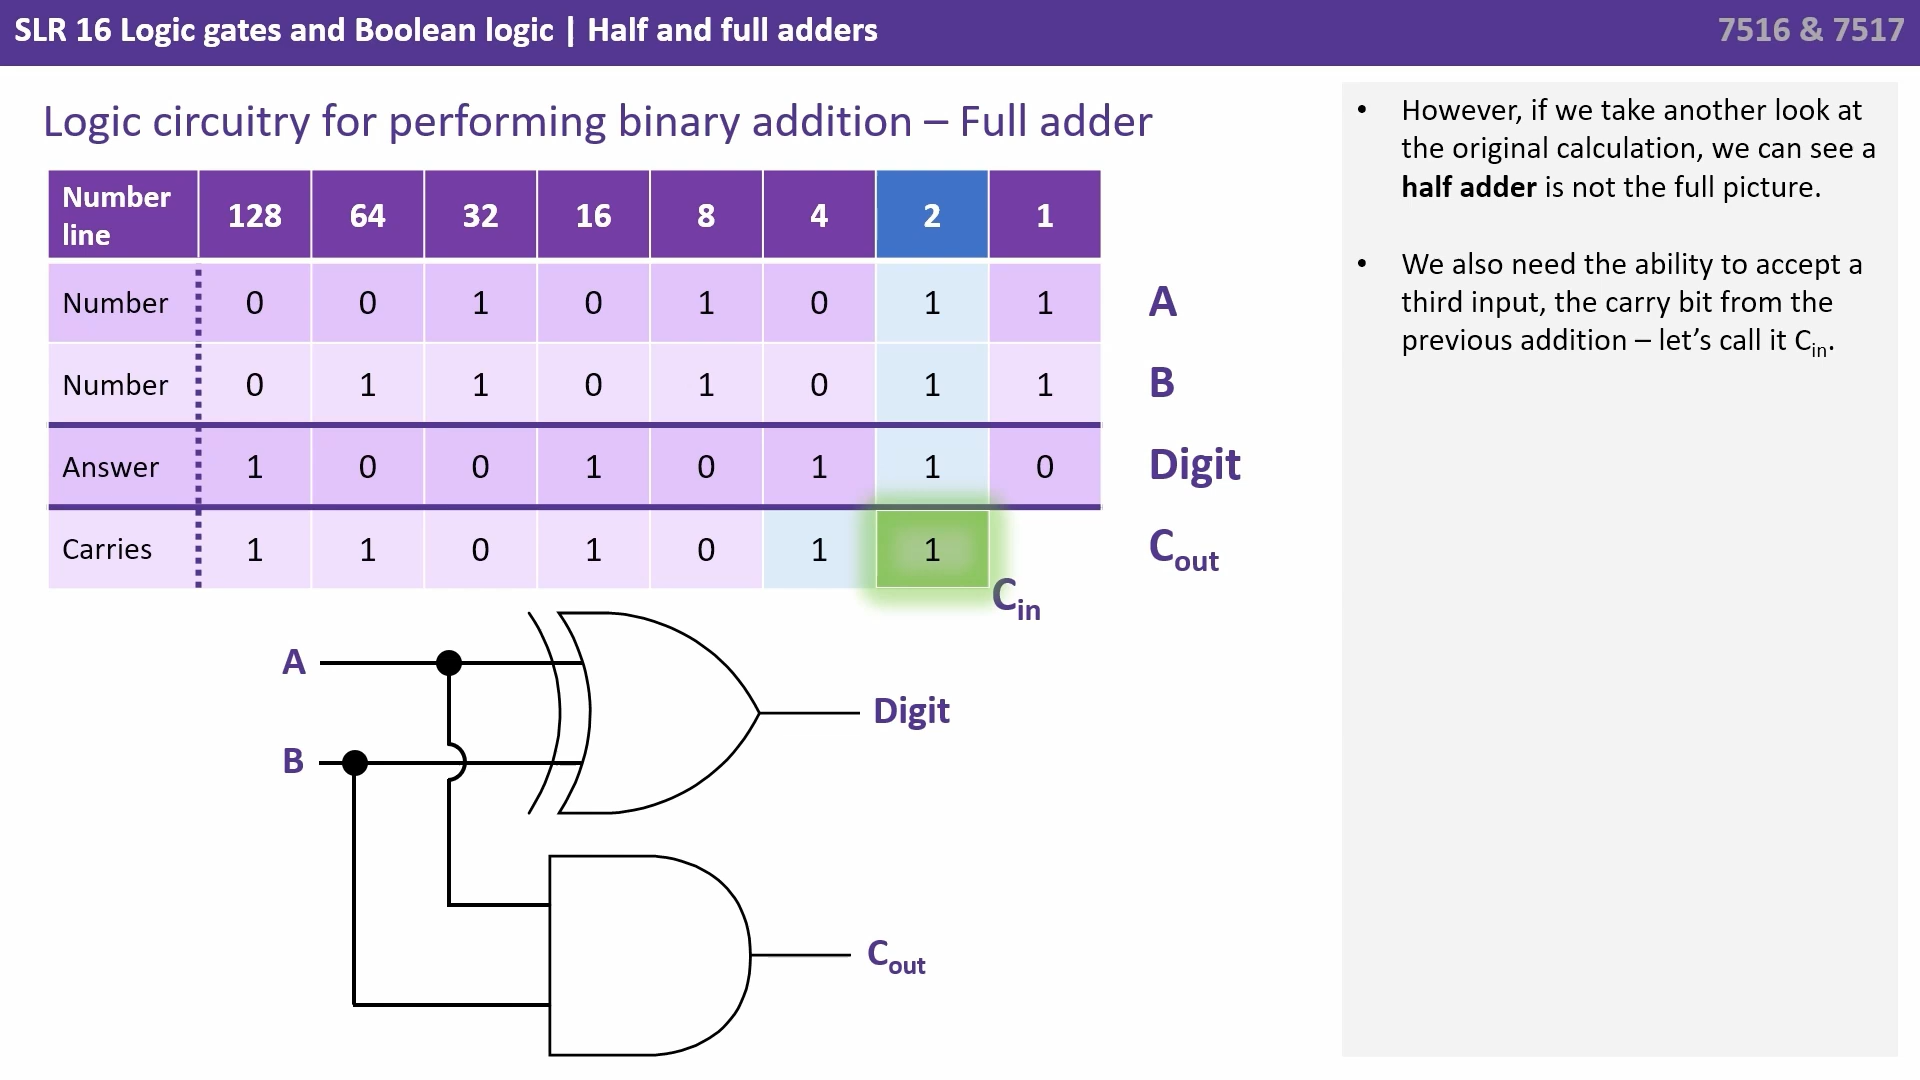 SLR 16 Logic gates and Boolean logic | Half and full adders
7516 & 7517
Logic circuitry for performing binary addition – Full adder
Number line 128 64 32 16 8 4 2 1
Number 0 0 1 0 1 0 1 1 A
Number 0 1 1 0 1 0 1 1 B
Answer 1 0 0 1 0 1 1 0 Digit
Carries 1 1 0 1 0 1 1 Cout
Cin
A
Digit
B
Cout
• However, if we take another look at
the original calculation, we can see a
half adder is not the full picture.
• We also need the ability to accept a
third input, the carry bit from the
previous addition – let’s call it Cin.